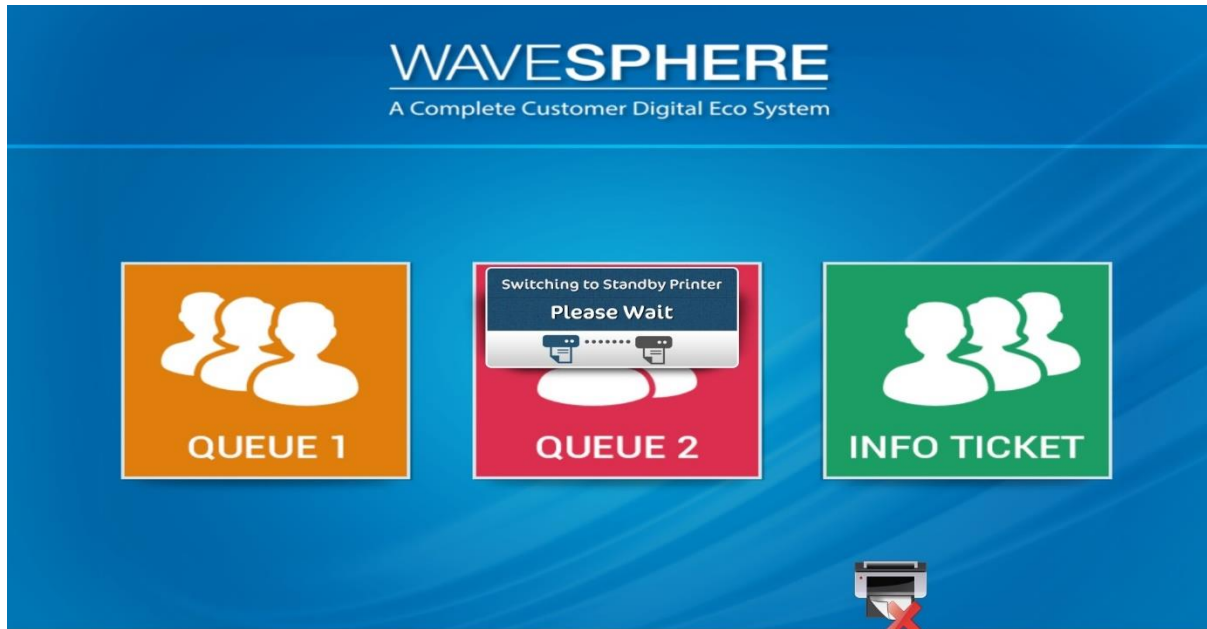 WAVESPHERE
A Complete Customer Digital Eco System
Switching to Standby Printer
Please Wait
QUEUE 1
QUEUE 2
INFO TICKET